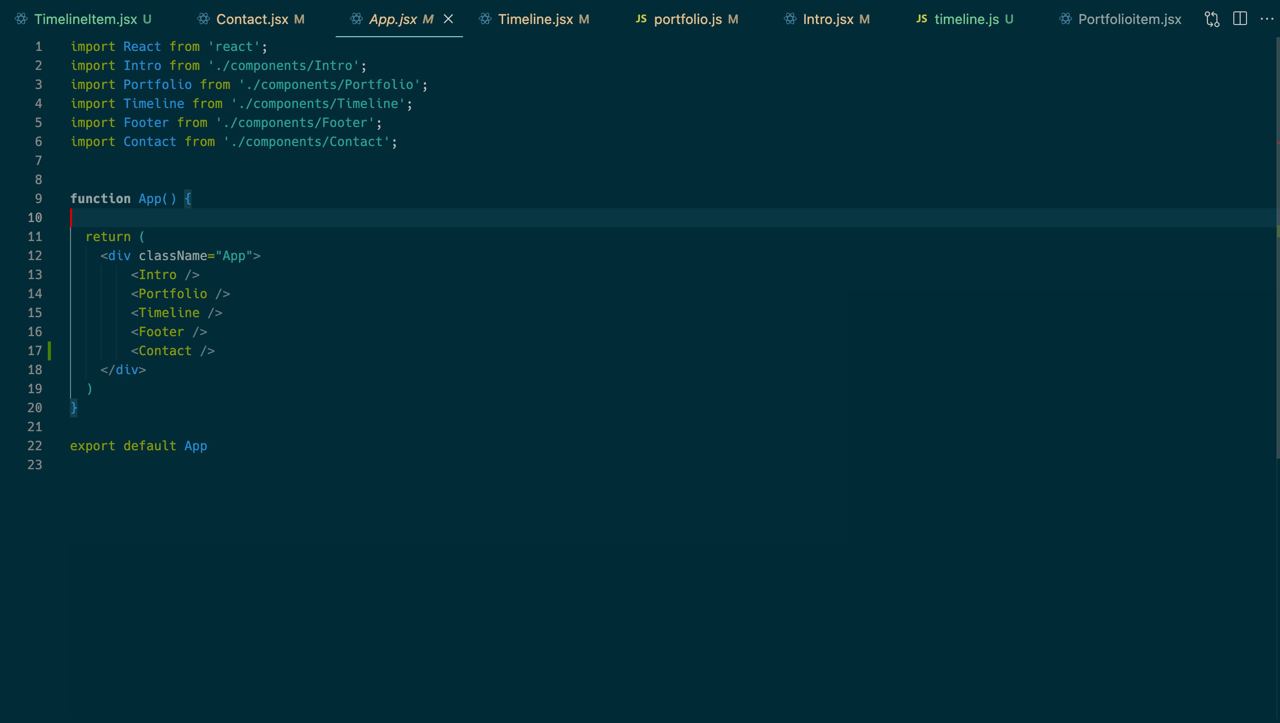 TimelineItem.jsx U Contact.jsx M App.jsx M Timeline.jsx M JS portfolio.js M Intro.jsx M JS timeline.js U Portfolioitem.jsx
1 import React from 'react';
2 import Intro from './components/Intro';
3 import Portfolio from './components/Portfolio';
4 import Timeline from './components/Timeline';
5 import Footer from './components/Footer';
6 import Contact from './components/Contact';
7
8
9 function App() {
10
11 return (
12 <div className="App">
13 <Intro />
14 <Portfolio />
15 <Timeline />
16 <Footer />
17 <Contact />
18 </div>
19 )
20 }
21
22 export default App
23